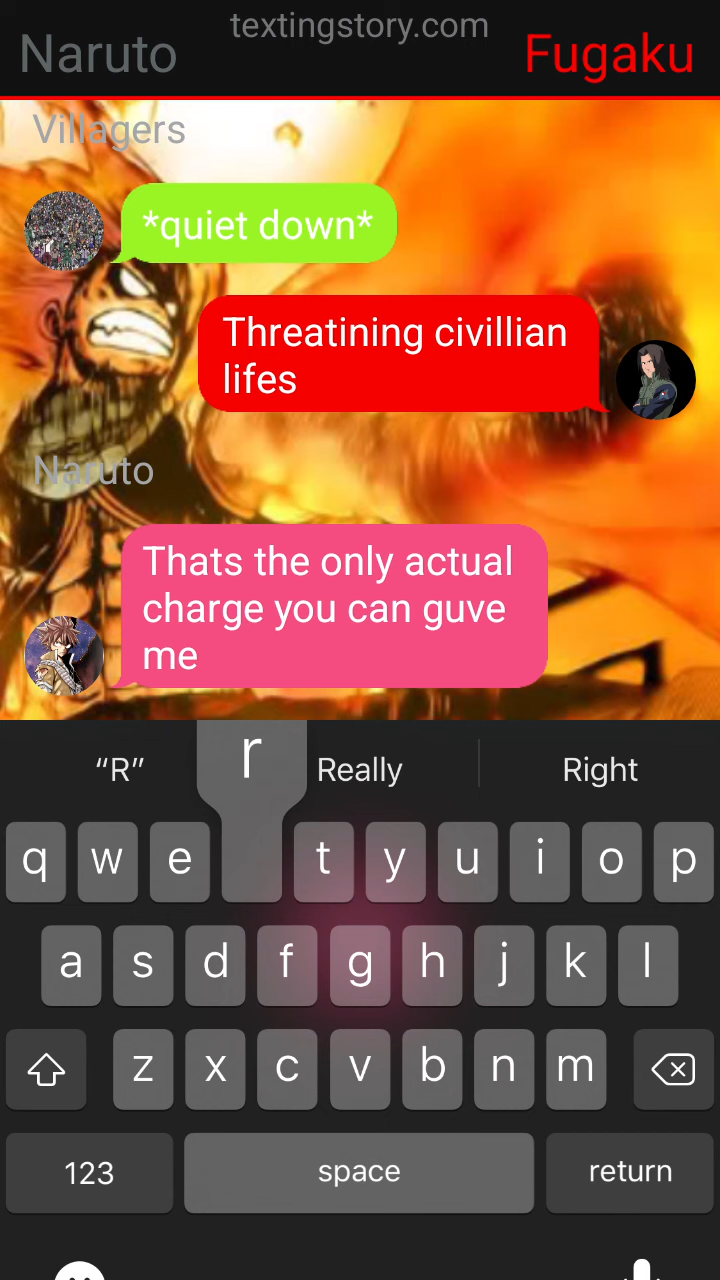 textingstory.com
Naruto
Fugaku
Villagers
*quiet down*
Threatining civillian
lifes
Naruto
Thats the only actual
charge you can guve
me
“R”
r
Really
Right
q w e t y u i o p
a s d f g h j k l
z x c v b n m
123
space
return